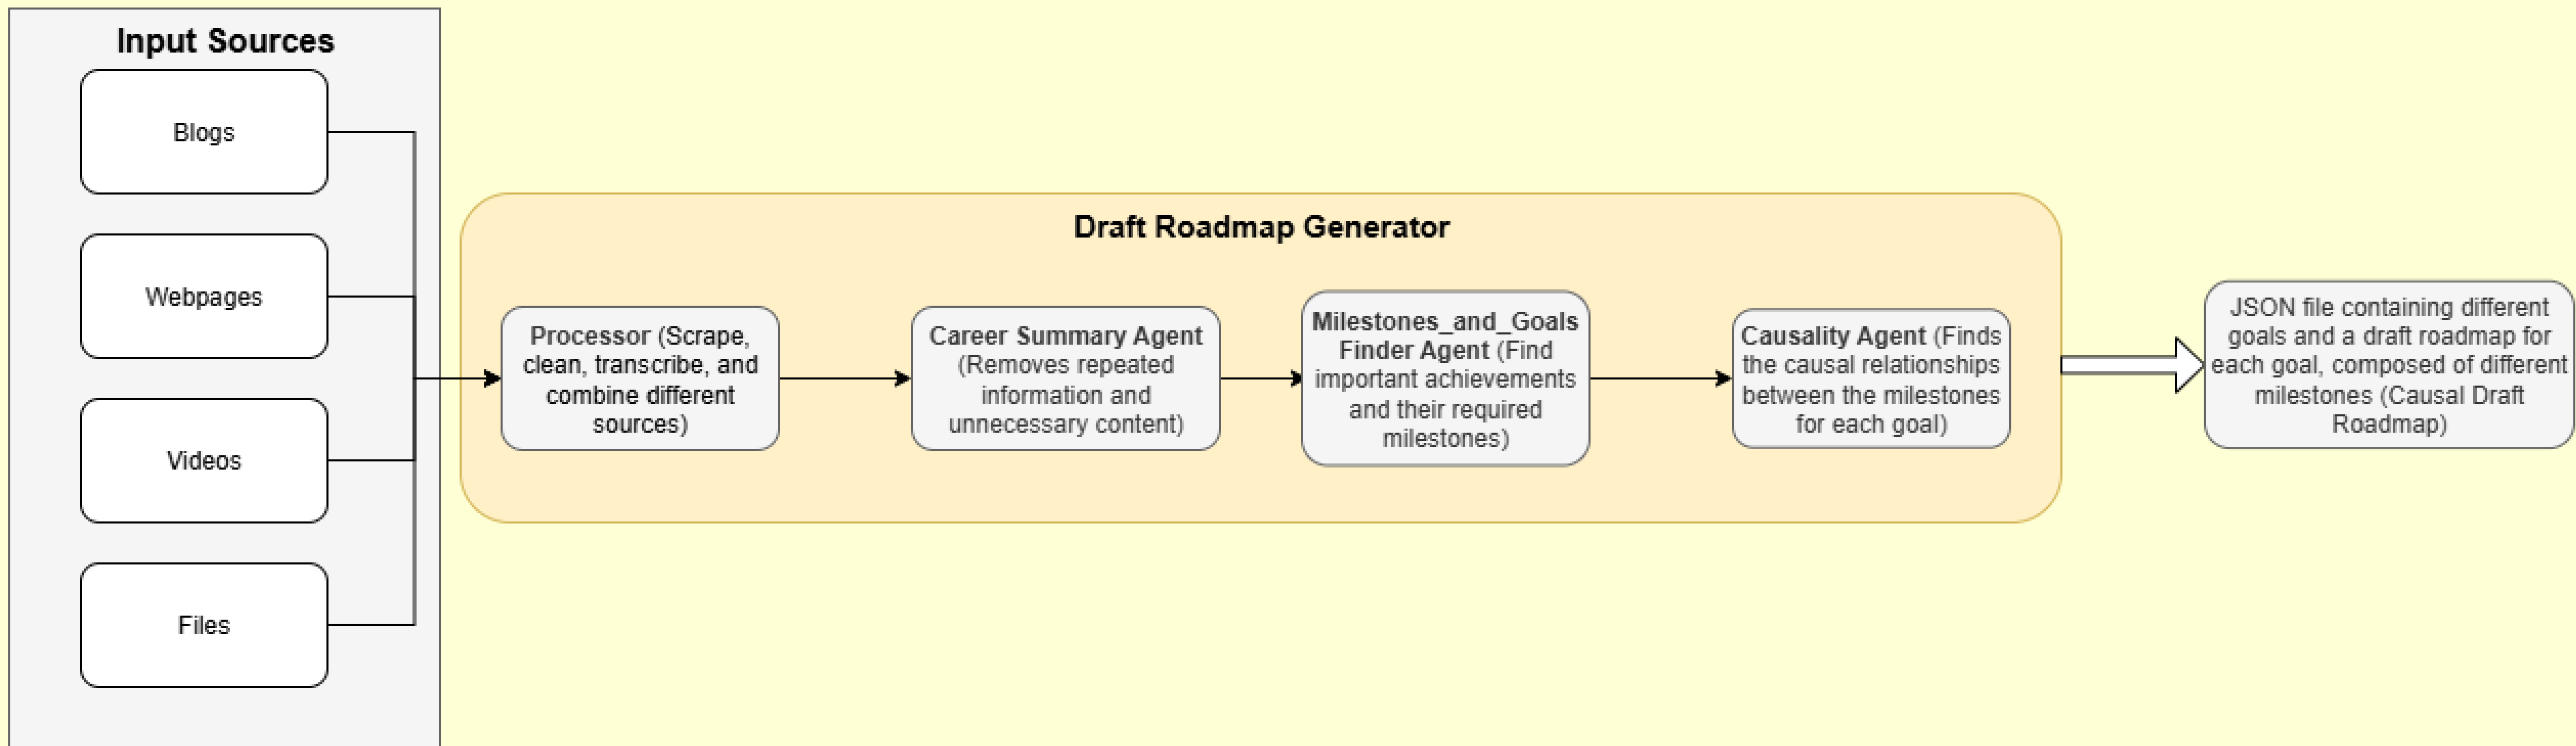 Input Sources
Blogs
Webpages
Videos
Files
Draft Roadmap Generator
Processor (Scrape,
clean, transcribe, and
combine different
sources)
Career Summary Agent
(Removes repeated
information and
unnecessary content)
Milestones_and_Goals
Finder Agent (Find
important achievements
and their required
milestones)
Causality Agent (Finds
the causal relationships
between the milestones
for each goal)
JSON file containing different
goals and a draft roadmap for
each goal, composed of different
milestones (Causal Draft
Roadmap)